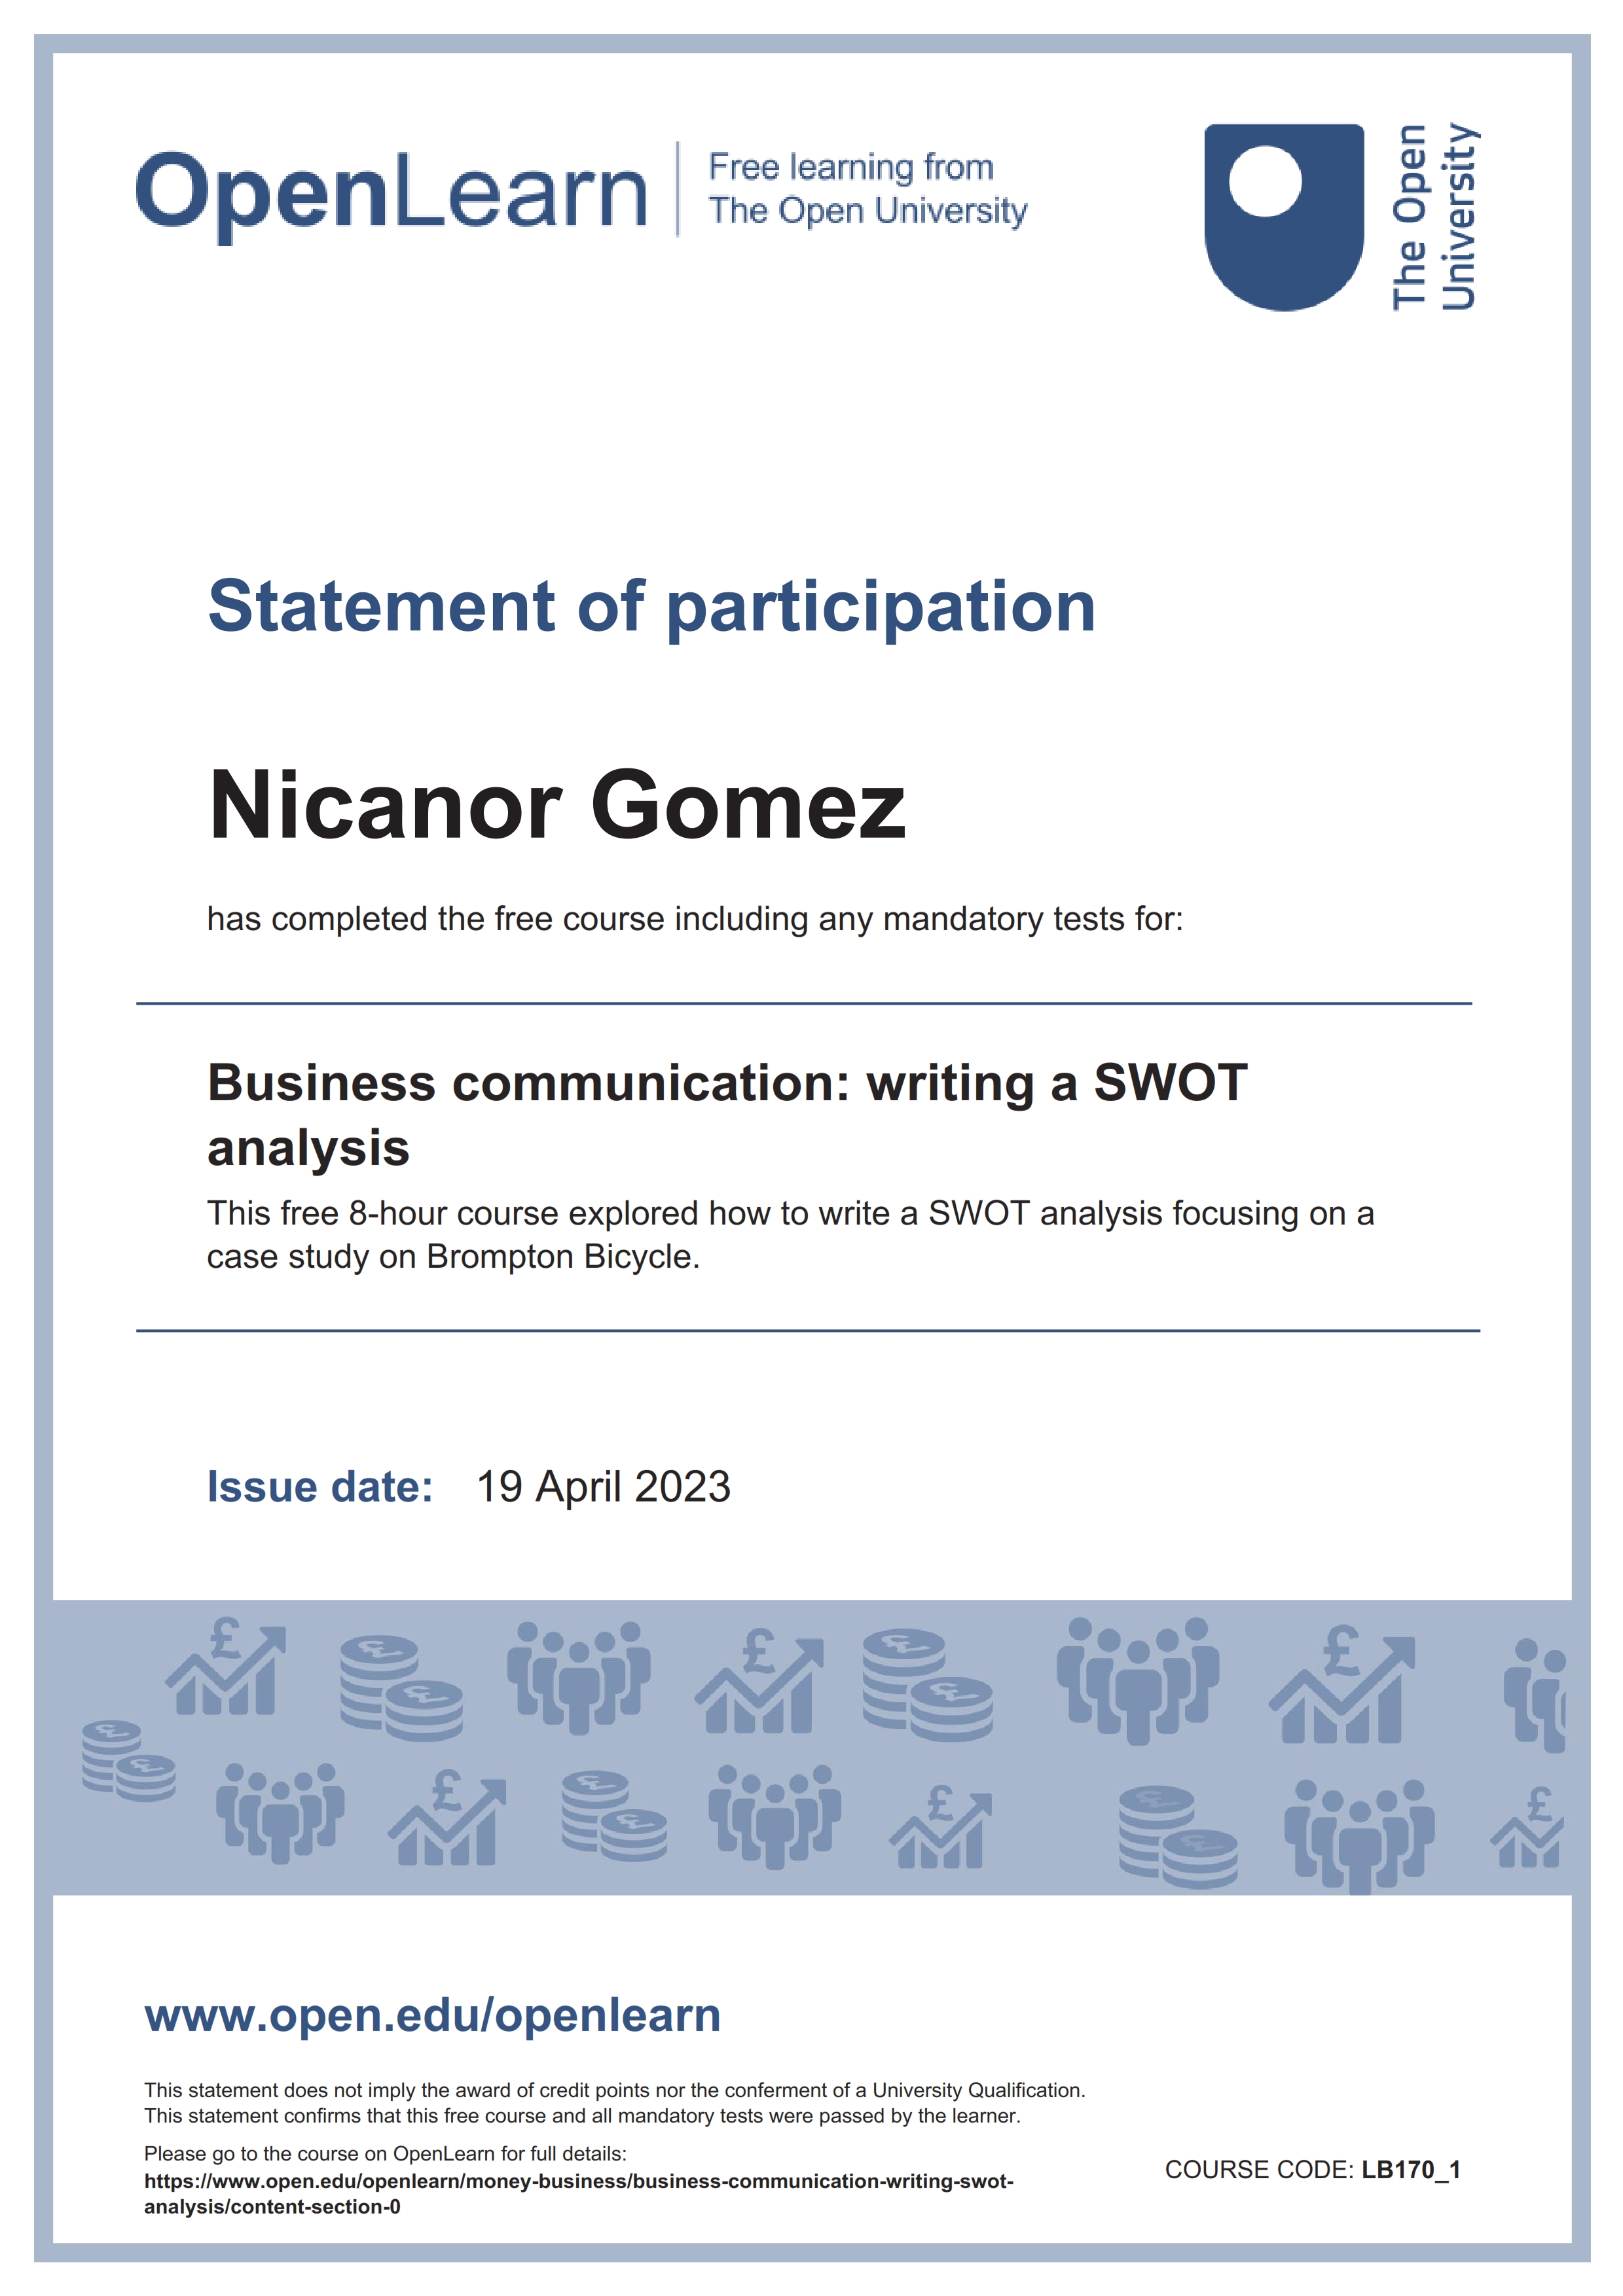 OpenLearn
Free learning from
The Open University
The Open
University
Statement of participation
Nicanor Gomez
has completed the free course including any mandatory tests for:
Business communication: writing a SWOT
analysis
This free 8-hour course explored how to write a SWOT analysis focusing on a
case study on Brompton Bicycle.
Issue date: 19 April 2023
www.open.edu/openlearn
This statement does not imply the award of credit points nor the conferment of a University Qualification.
This statement confirms that this free course and all mandatory tests were passed by the learner.
Please go to the course on OpenLearn for full details:
https://www.open.edu/openlearn/money-business/business-communication-writing-swot-
analysis/content-section-0
COURSE CODE: LB170_1